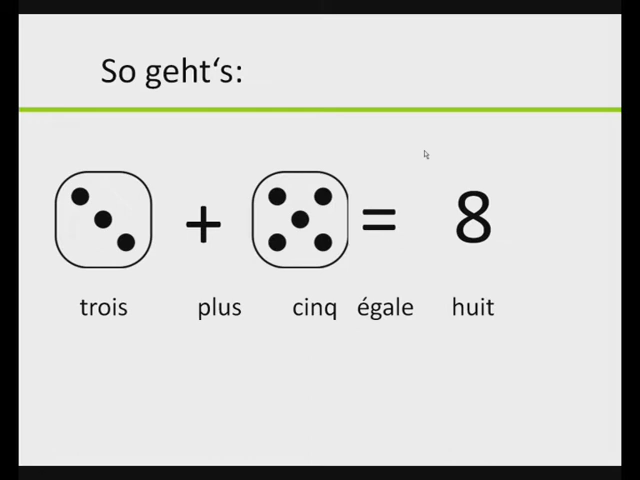 So geht‘s:
+ = 8
trois plus cinq égale huit